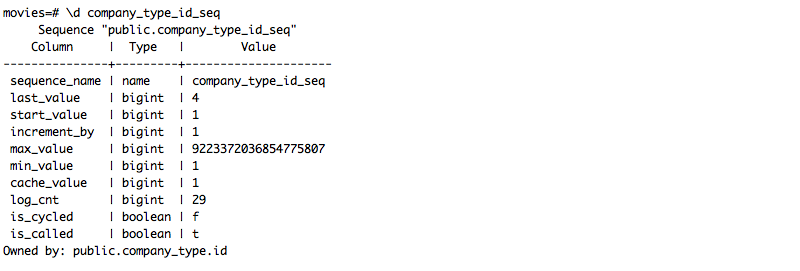 movies=# \d company_type_id_seq
     Sequence "public.company_type_id_seq"
    Column     |  Type   |        Value
---------------+---------+---------------------
 sequence_name | name    | company_type_id_seq
 last_value    | bigint  | 4
 start_value   | bigint  | 1
 increment_by  | bigint  | 1
 max_value     | bigint  | 9223372036854775807
 min_value     | bigint  | 1
 cache_value   | bigint  | 1
 log_cnt       | bigint  | 29
 is_cycled     | boolean | f
 is_called     | boolean | t
Owned by: public.company_type.id